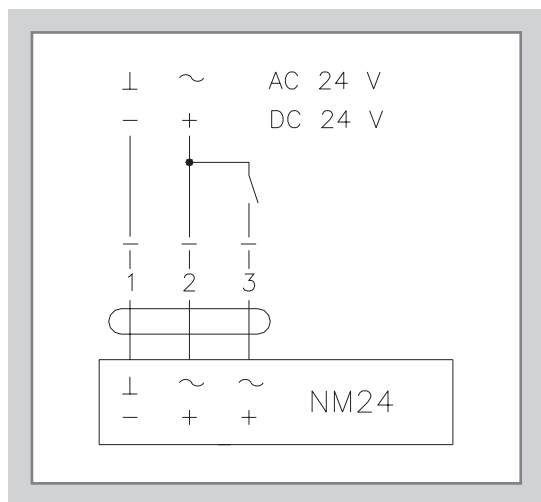 ⊥ ~ AC 24 V
− + DC 24 V
1 2 3
⊥ ~ ~ NM24
− + +